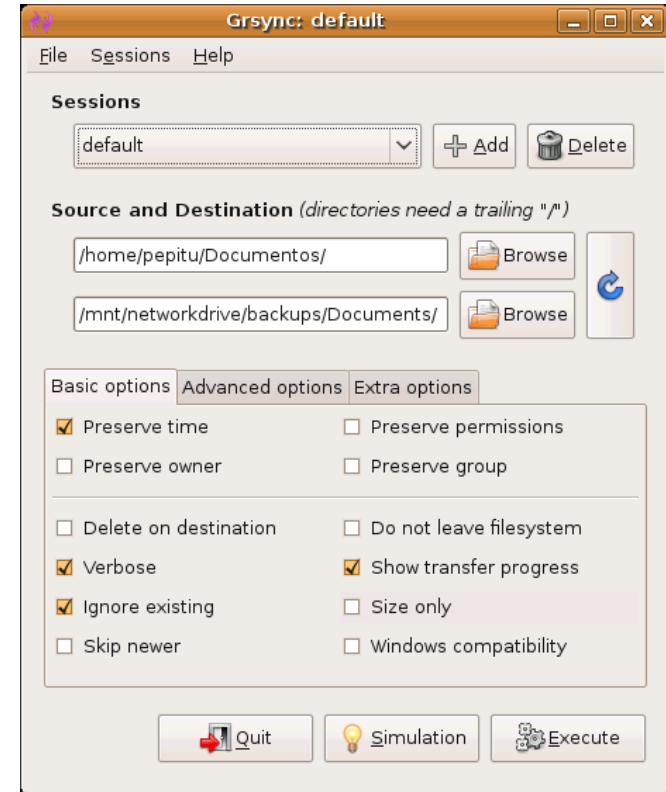 Grsync: default
File Sessions Help
Sessions
default Add Delete
Source and Destination (directories need a trailing "/")
/home/pepitu/Documentos/ Browse
/mnt/networkdrive/backups/Documents/ Browse
Basic options Advanced options Extra options
Preserve time Preserve permissions
Preserve owner Preserve group
Delete on destination Do not leave filesystem
Verbose Show transfer progress
Ignore existing Size only
Skip newer Windows compatibility
Quit Simulation Execute